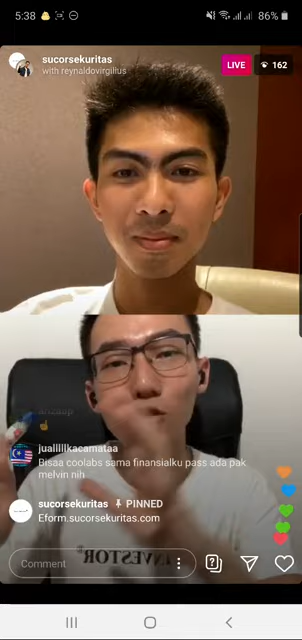 5:38
86%
sucorsekuritas
with reynaldovirgilius
LIVE
162
juallllkacamataa
Bisaa coolabs sama finansialku pass ada pak
melvin nih
sucorsekuritas PINNED
Eform.sucorsekuritas.com
INVESTOR
Comment